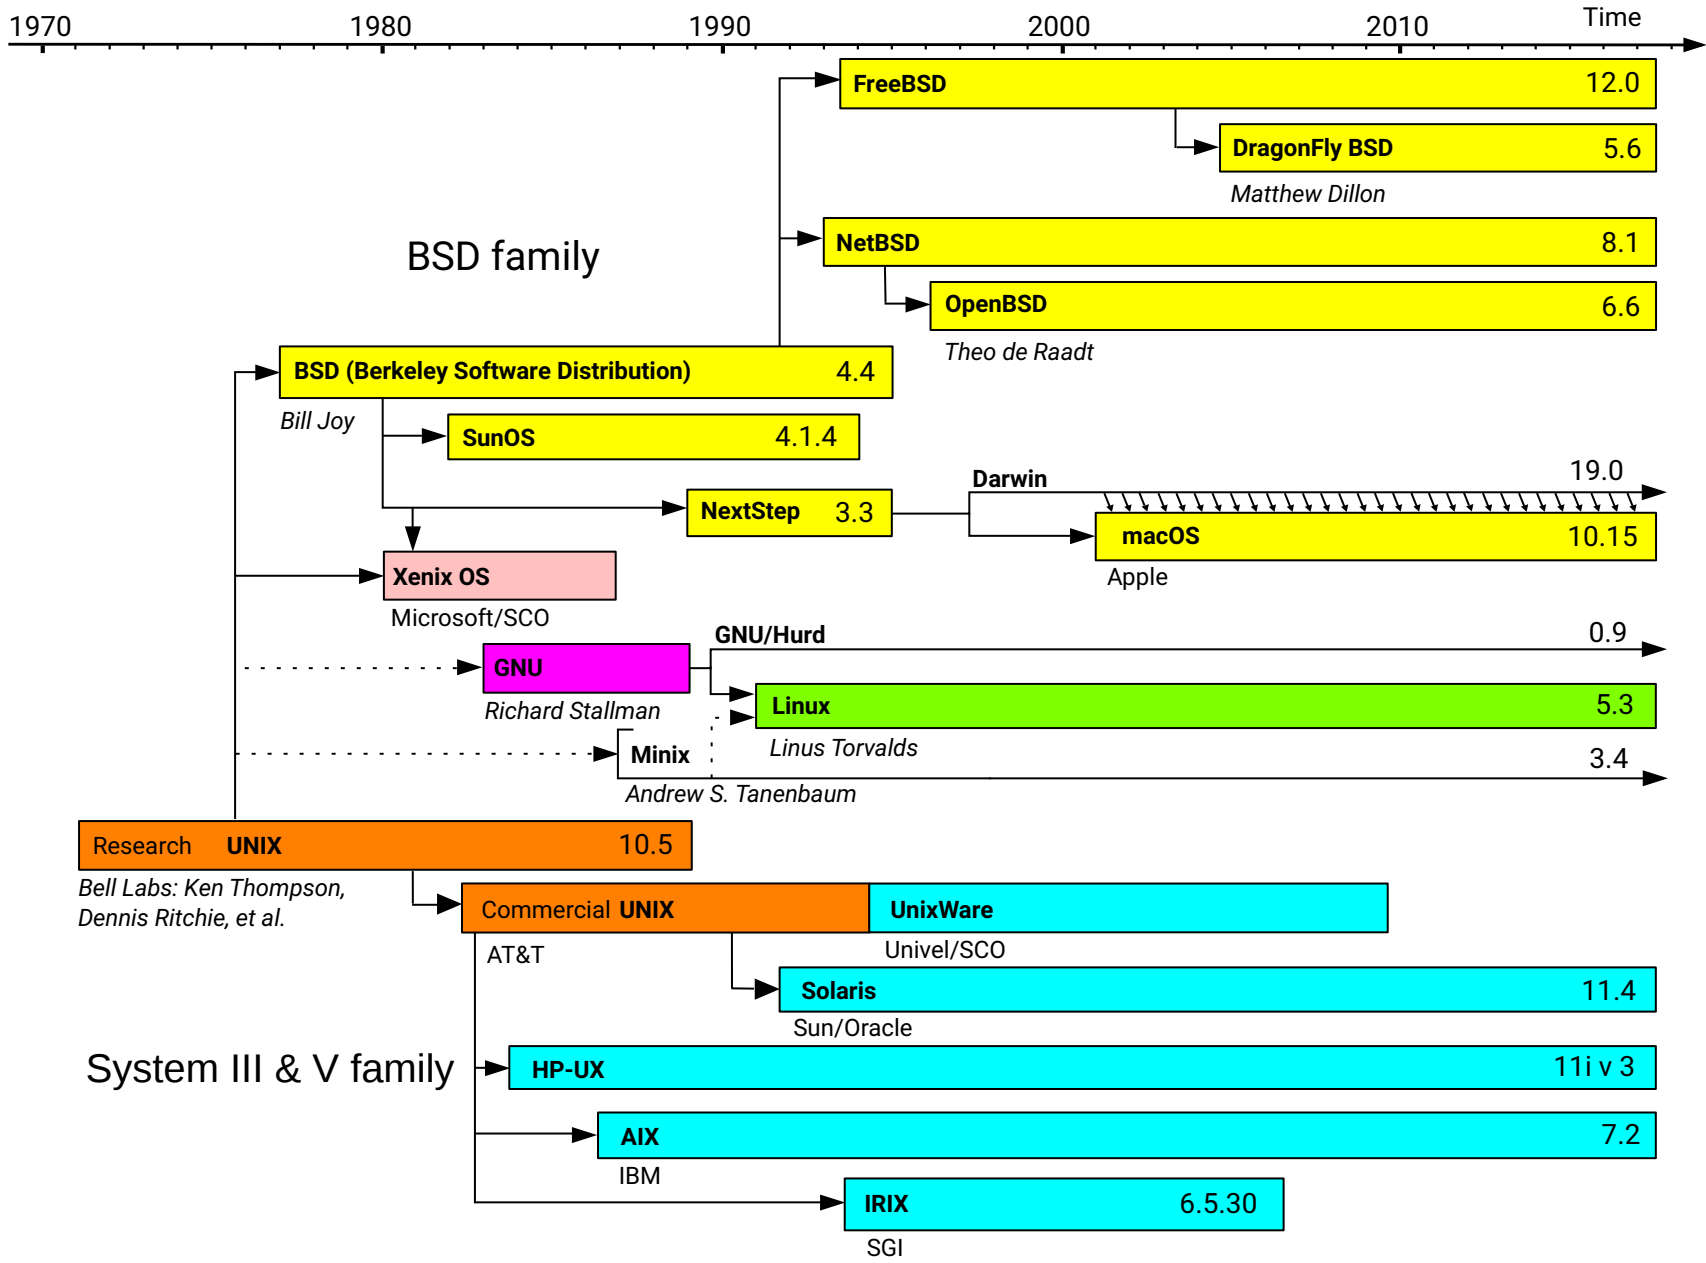 1970 1980 1990 2000 2010 Time
FreeBSD 12.0
DragonFly BSD 5.6
Matthew Dillon
BSD family
NetBSD 8.1
OpenBSD 6.6
Theo de Raadt
BSD (Berkeley Software Distribution) 4.4
Bill Joy
SunOS 4.1.4
Darwin 19.0
NextStep 3.3
macOS 10.15
Apple
Xenix OS
Microsoft/SCO
GNU/Hurd 0.9
GNU
Richard Stallman
Linux 5.3
Linus Torvalds
Minix 3.4
Andrew S. Tanenbaum
Research UNIX 10.5
Bell Labs: Ken Thompson,
Dennis Ritchie, et al.
Commercial UNIX
AT&T
UnixWare
Univel/SCO
Solaris 11.4
Sun/Oracle
System III & V family
HP-UX 11i v 3
AIX 7.2
IBM
IRIX 6.5.30
SGI